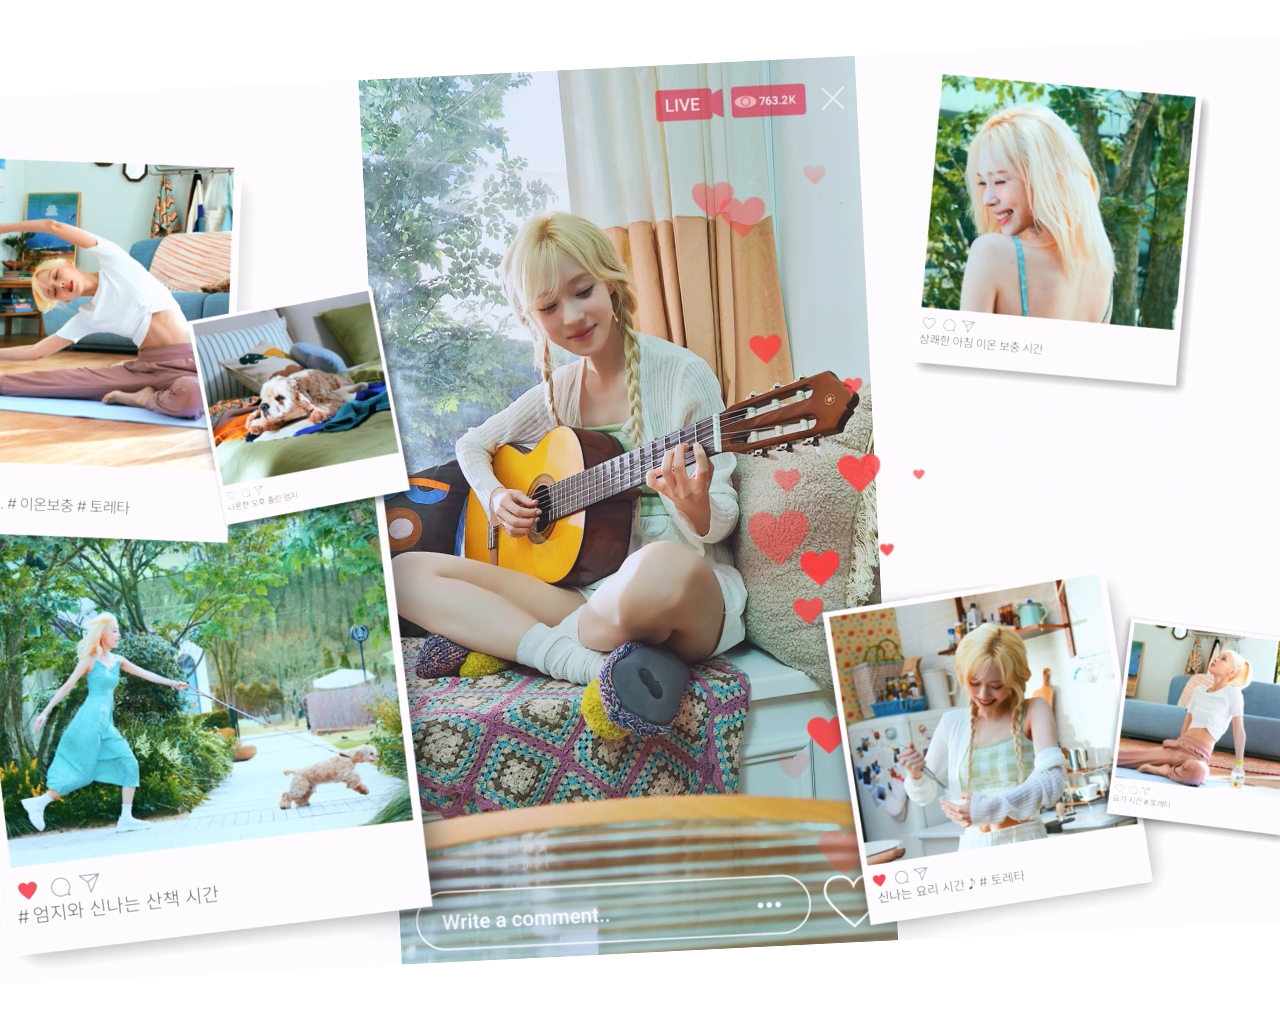 LIVE
763.2K
상쾌한 아침 이온 보충 시간
. # 이온보충 # 토레타
나른한 오후 졸린 엄지
# 엄지와 신나는 산책 시간
Write a comment..
신나는 요리 시간 ♪ # 토레타
요가 시간 # 토레타